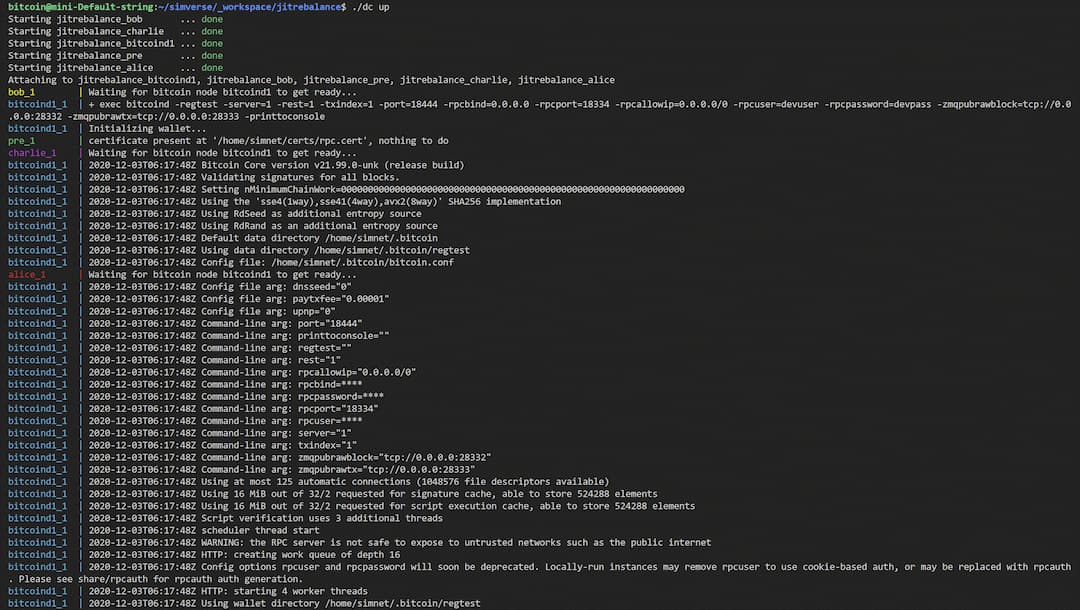 bitcoin@mini-Default-string:~/simverse/_workspace/jitrebalance$ ./dc up
Starting jitrebalance_bob       ... done
Starting jitrebalance_charlie   ... done
Starting jitrebalance_bitcoind1 ... done
Starting jitrebalance_pre       ... done
Starting jitrebalance_alice     ... done
Attaching to jitrebalance_bitcoind1, jitrebalance_bob, jitrebalance_pre, jitrebalance_charlie, jitrebalance_alice
bob_1        | Waiting for bitcoin node bitcoind1 to get ready...
bitcoind1_1  | + exec bitcoind -regtest -server=1 -rest=1 -txindex=1 -port=18444 -rpcbind=0.0.0.0 -rpcport=18334 -rpcallowip=0.0.0.0/0 -rpcuser=devuser -rpcpassword=devpass -zmqpubrawblock=tcp://0.0
.0.0:28332 -zmqpubrawtx=tcp://0.0.0.0:28333 -printtoconsole
bitcoind1_1  | Initializing wallet...
pre_1        | certificate present at '/home/simnet/certs/rpc.cert', nothing to do
charlie_1    | Waiting for bitcoin node bitcoind1 to get ready...
bitcoind1_1  | 2020-12-03T06:17:48Z Bitcoin Core version v21.99.0-unk (release build)
bitcoind1_1  | 2020-12-03T06:17:48Z Validating signatures for all blocks.
bitcoind1_1  | 2020-12-03T06:17:48Z Setting nMinimumChainWork=0000000000000000000000000000000000000000000000000000000000000000
bitcoind1_1  | 2020-12-03T06:17:48Z Using the 'sse4(1way),sse41(4way),avx2(8way)' SHA256 implementation
bitcoind1_1  | 2020-12-03T06:17:48Z Using RdSeed as additional entropy source
bitcoind1_1  | 2020-12-03T06:17:48Z Using RdRand as an additional entropy source
bitcoind1_1  | 2020-12-03T06:17:48Z Default data directory /home/simnet/.bitcoin
bitcoind1_1  | 2020-12-03T06:17:48Z Using data directory /home/simnet/.bitcoin/regtest
bitcoind1_1  | 2020-12-03T06:17:48Z Config file: /home/simnet/.bitcoin/bitcoin.conf
alice_1      | Waiting for bitcoin node bitcoind1 to get ready...
bitcoind1_1  | 2020-12-03T06:17:48Z Config file arg: dnsseed="0"
bitcoind1_1  | 2020-12-03T06:17:48Z Config file arg: paytxfee="0.00001"
bitcoind1_1  | 2020-12-03T06:17:48Z Config file arg: upnp="0"
bitcoind1_1  | 2020-12-03T06:17:48Z Command-line arg: port="18444"
bitcoind1_1  | 2020-12-03T06:17:48Z Command-line arg: printtoconsole=""
bitcoind1_1  | 2020-12-03T06:17:48Z Command-line arg: regtest=""
bitcoind1_1  | 2020-12-03T06:17:48Z Command-line arg: rest="1"
bitcoind1_1  | 2020-12-03T06:17:48Z Command-line arg: rpcallowip="0.0.0.0/0"
bitcoind1_1  | 2020-12-03T06:17:48Z Command-line arg: rpcbind=****
bitcoind1_1  | 2020-12-03T06:17:48Z Command-line arg: rpcpassword=****
bitcoind1_1  | 2020-12-03T06:17:48Z Command-line arg: rpcport="18334"
bitcoind1_1  | 2020-12-03T06:17:48Z Command-line arg: rpcuser=****
bitcoind1_1  | 2020-12-03T06:17:48Z Command-line arg: server="1"
bitcoind1_1  | 2020-12-03T06:17:48Z Command-line arg: txindex="1"
bitcoind1_1  | 2020-12-03T06:17:48Z Command-line arg: zmqpubrawblock="tcp://0.0.0.0:28332"
bitcoind1_1  | 2020-12-03T06:17:48Z Command-line arg: zmqpubrawtx="tcp://0.0.0.0:28333"
bitcoind1_1  | 2020-12-03T06:17:48Z Using at most 125 automatic connections (1048576 file descriptors available)
bitcoind1_1  | 2020-12-03T06:17:48Z Using 16 MiB out of 32/2 requested for signature cache, able to store 524288 elements
bitcoind1_1  | 2020-12-03T06:17:48Z Using 16 MiB out of 32/2 requested for script execution cache, able to store 524288 elements
bitcoind1_1  | 2020-12-03T06:17:48Z Script verification uses 3 additional threads
bitcoind1_1  | 2020-12-03T06:17:48Z scheduler thread start
bitcoind1_1  | 2020-12-03T06:17:48Z WARNING: the RPC server is not safe to expose to untrusted networks such as the public internet
bitcoind1_1  | 2020-12-03T06:17:48Z HTTP: creating work queue of depth 16
bitcoind1_1  | 2020-12-03T06:17:48Z Config options rpcuser and rpcpassword will soon be deprecated. Locally-run instances may remove rpcuser to use cookie-based auth, or may be replaced with rpcauth
. Please see share/rpcauth for rpcauth auth generation.
bitcoind1_1  | 2020-12-03T06:17:48Z HTTP: starting 4 worker threads
bitcoind1_1  | 2020-12-03T06:17:48Z Using wallet directory /home/simnet/.bitcoin/regtest